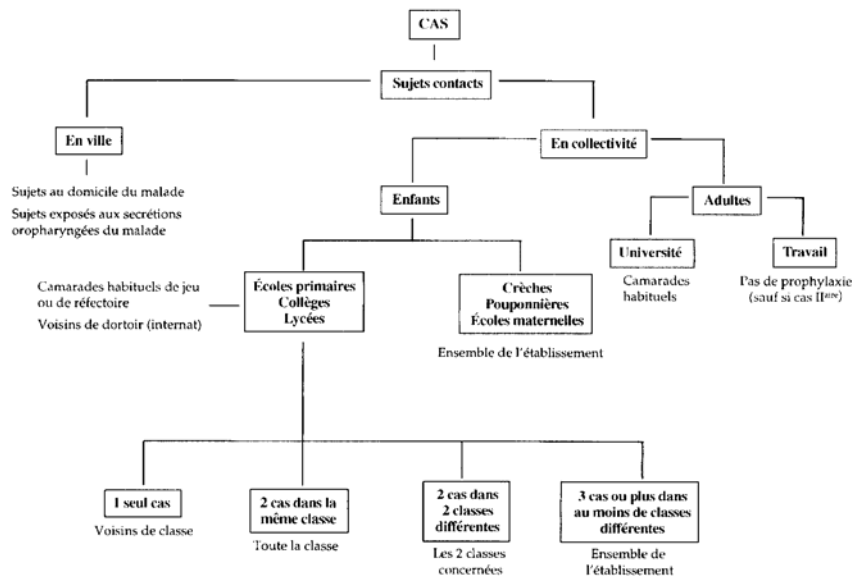 CAS
Sujets contacts
En ville
En collectivité
Sujets au domicile du malade
Sujets exposés aux secrétions
oropharyngées du malade
Enfants
Adultes
Université
Travail
Camarades
habituels
Pas de prophylaxie
(sauf si cas IIaire)
Camarades habituels de jeu
ou de réfectoire
Voisins de dortoir (internat)
Écoles primaires
Collèges
Lycées
Crèches
Pouponnières
Écoles maternelles
Ensemble de l'établissement
1 seul cas
Voisins de classe
2 cas dans la
même classe
Toute la classe
2 cas dans
2 classes
différentes
Les 2 classes
concernées
3 cas ou plus dans
au moins de classes
différentes
Ensemble de
l'établissement